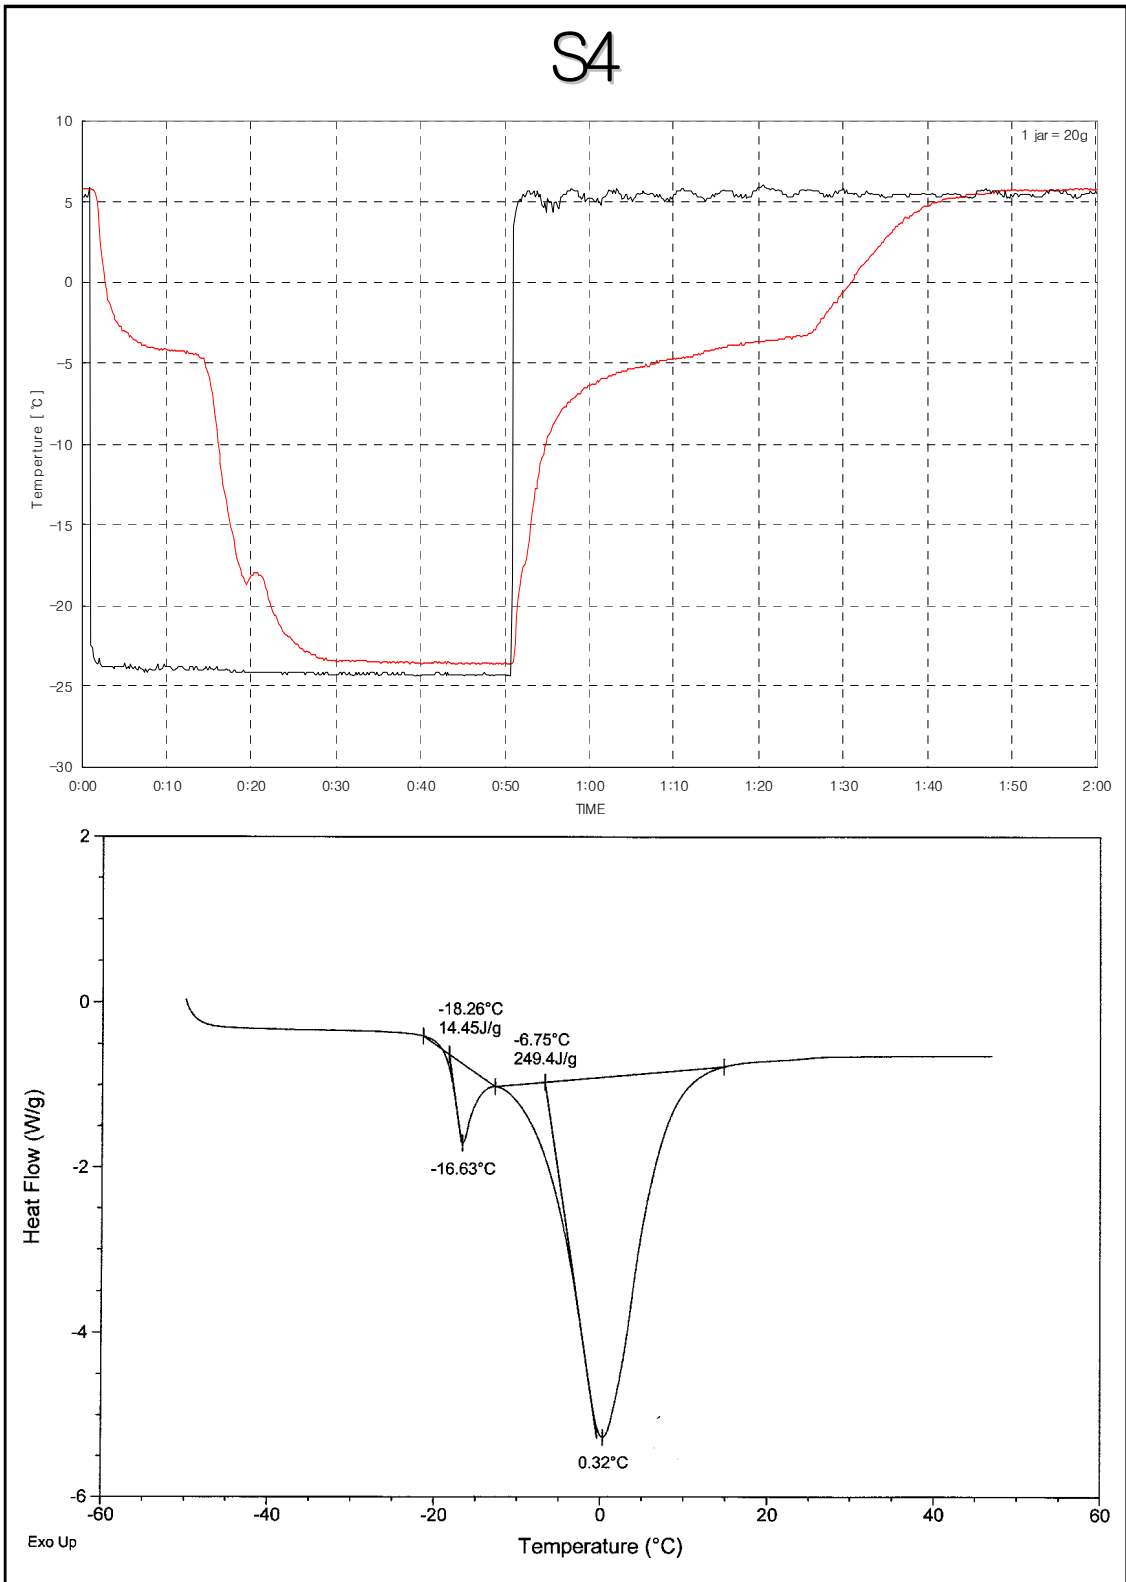 S4
1 jar = 20g
10
5
0
-5
-10
-15
-20
-25
-30
Temperture [ ℃ ]
0:00 0:10 0:20 0:30 0:40 0:50 1:00 1:10 1:20 1:30 1:40 1:50 2:00
TIME
2
0
-2
-4
-6
Heat Flow (W/g)
-18.26°C
14.45J/g
-6.75°C
249.4J/g
-16.63°C
0.32°C
-60 -40 -20 0 20 40 60
Exo Up
Temperature (°C)